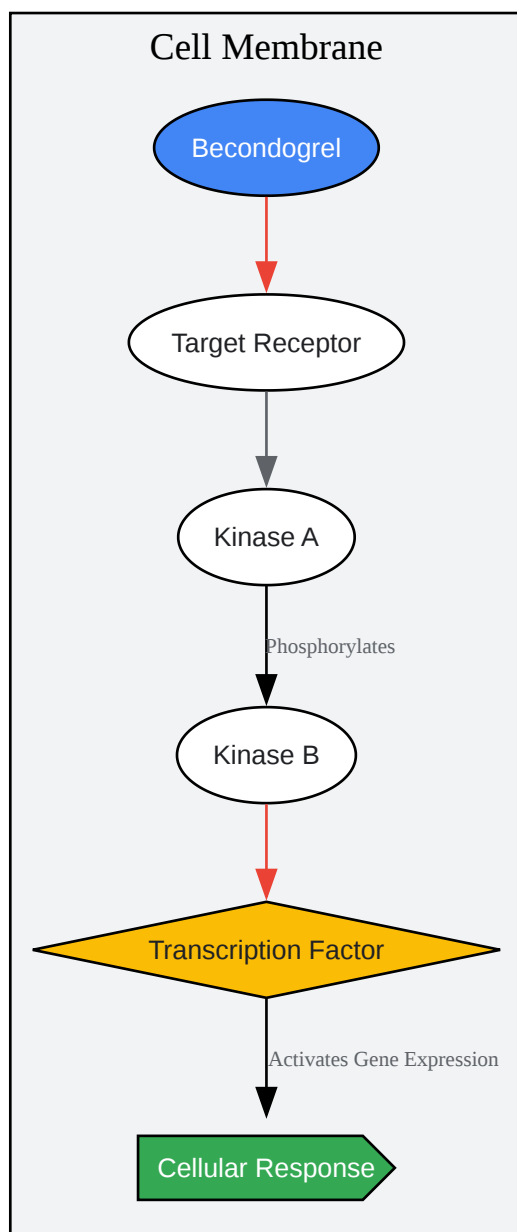 Cell Membrane
Becondogrel
Target Receptor
Kinase A
Phosphorylates
Kinase B
Transcription Factor
Activates Gene Expression
Cellular Response